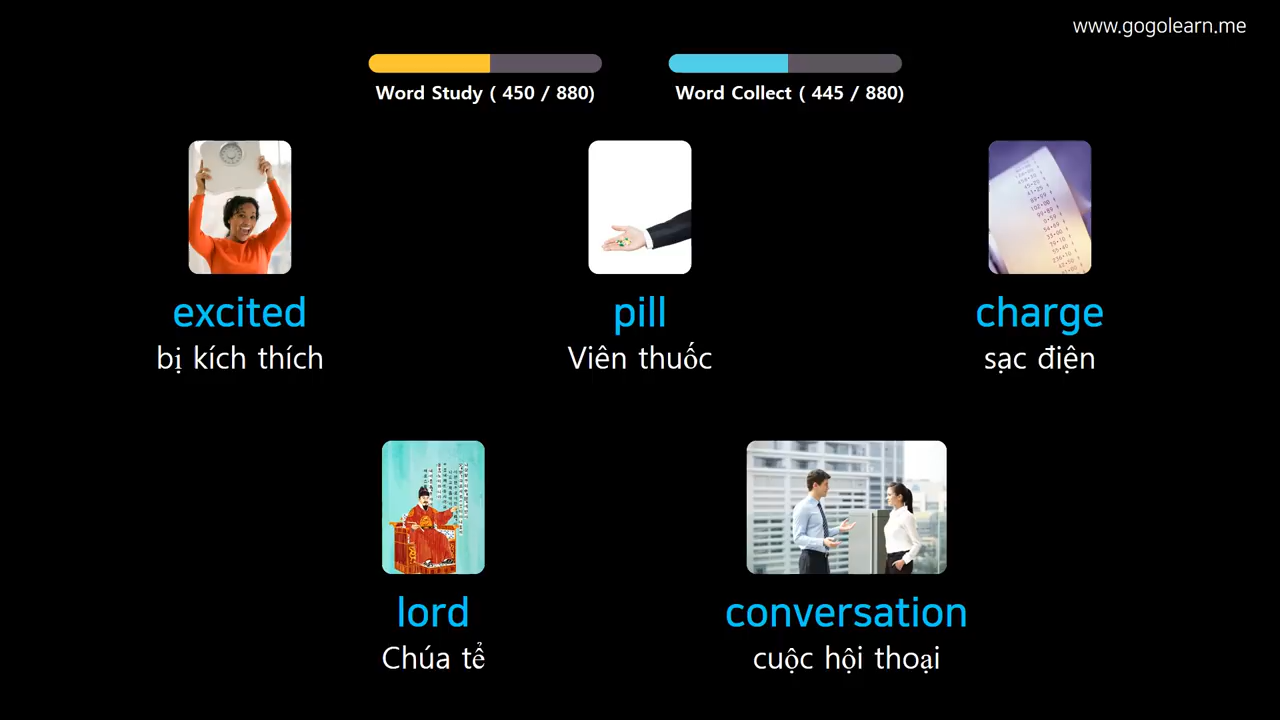 www.gogolearn.me
Word Study ( 450 / 880)
Word Collect ( 445 / 880)
excited
pill
charge
bị kích thích
Viên thuốc
sạc điện
lord
conversation
Chúa tể
cuộc hội thoại